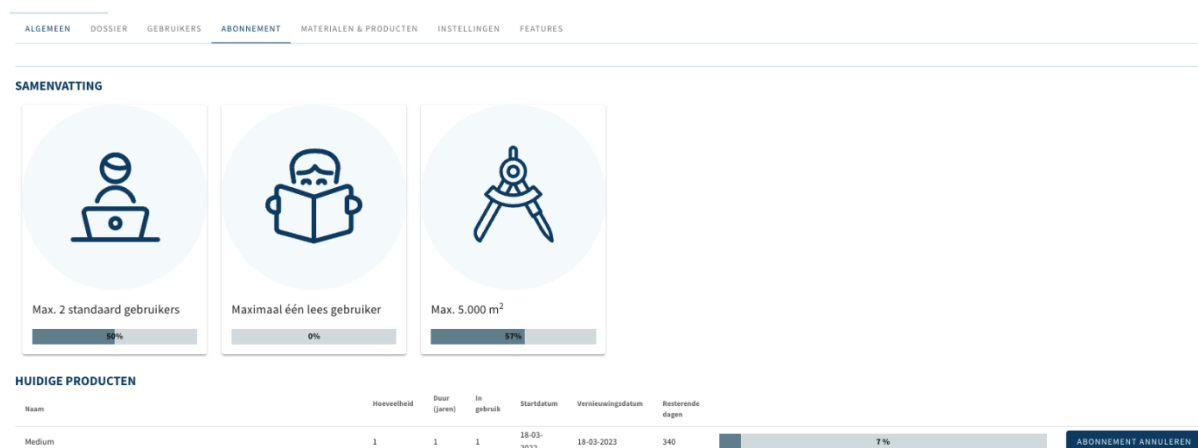 ALGEMEEN DOSSIER GEBRUIKERS ABONNEMENT MATERIALEN & PRODUCTEN INSTELLINGEN FEATURES
SAMENVATTING
Max. 2 standaard gebruikers
50%
Maximaal één lees gebruiker
0%
Max. 5.000 m²
57%
HUIDIGE PRODUCTEN
Naam Hoeveelheid Duur (jaren) In gebruik Startdatum Vernieuwingsdatum Resterende dagen
Medium 1 1 1 18-03-2022 18-03-2023 340 7 % ABONNEMENT ANNULEREN